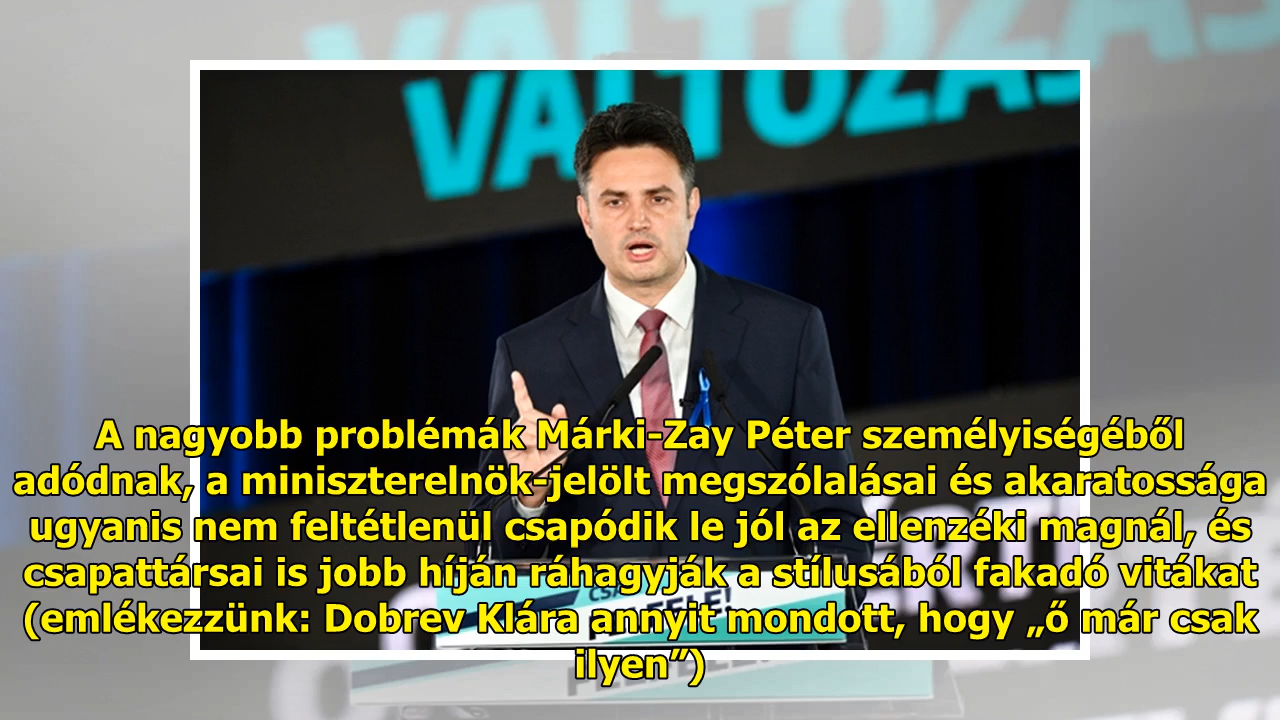 VÁLTOZÁS
A nagyobb problémák Márki-Zay Péter személyiségéből
adódnak, a miniszterelnök-jelölt megszólalásai és akaratossága
ugyanis nem feltétlenül csapódik le jól az ellenzéki magnál, és
csapattársai is jobb híján ráhagyják a stílusából fakadó vitákat
(emlékezzünk: Dobrev Klára annyit mondott, hogy „ő már csak
ilyen”)
FELFELE!